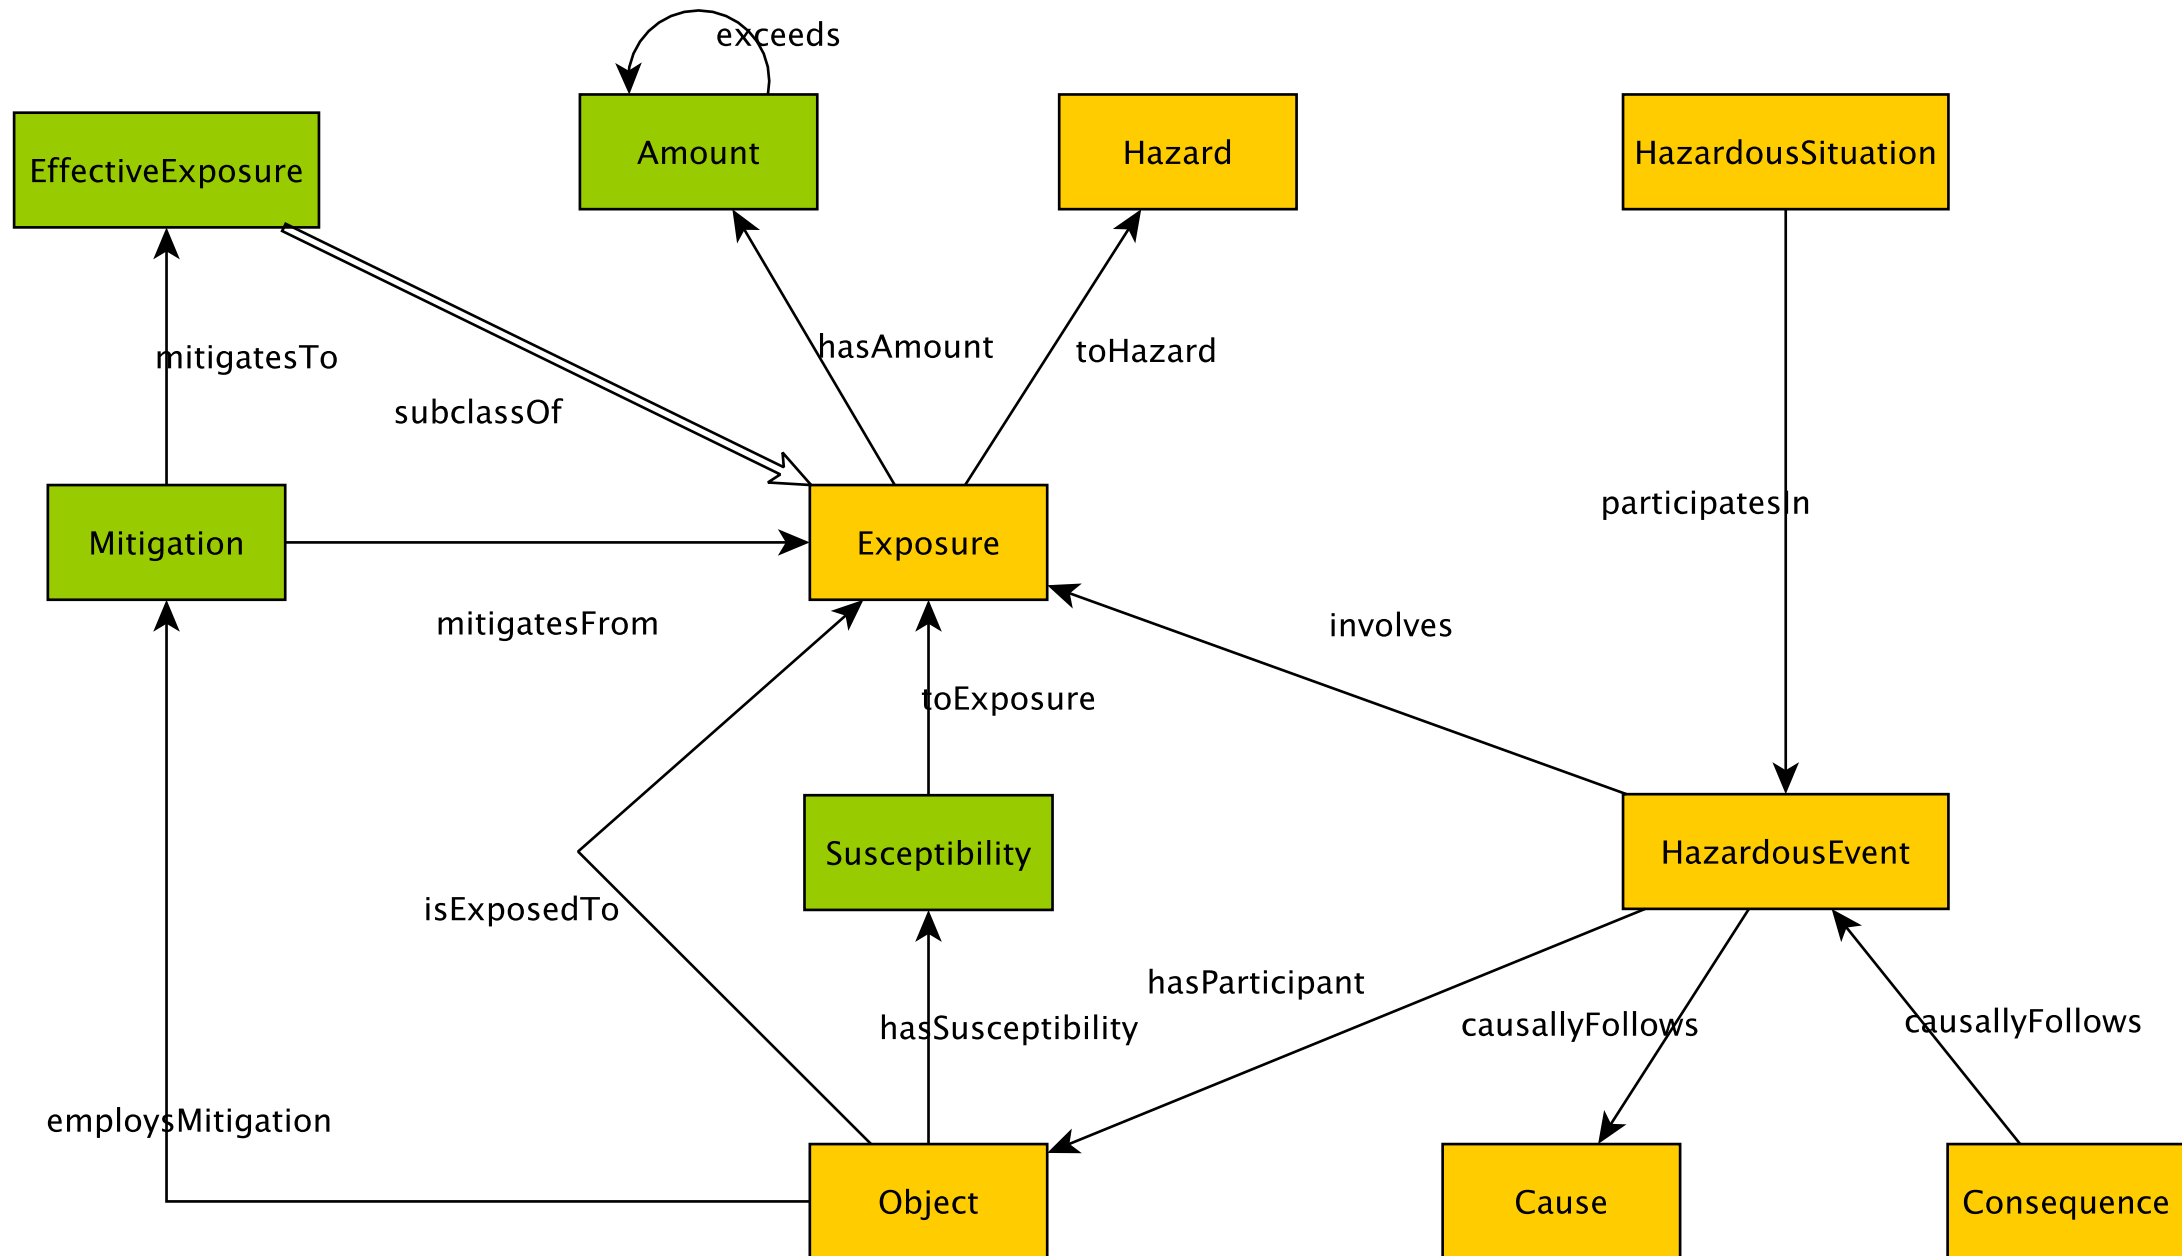 exceeds
EffectiveExposure
Amount
Hazard
HazardousSituation
mitigatesTo
subclassOf
hasAmount
toHazard
participatesIn
Mitigation
Exposure
mitigatesFrom
involves
toExposure
Susceptibility
HazardousEvent
isExposedTo
hasParticipant
hasSusceptibility
causallyFollows
causallyFollows
employsMitigation
Object
Cause
Consequence